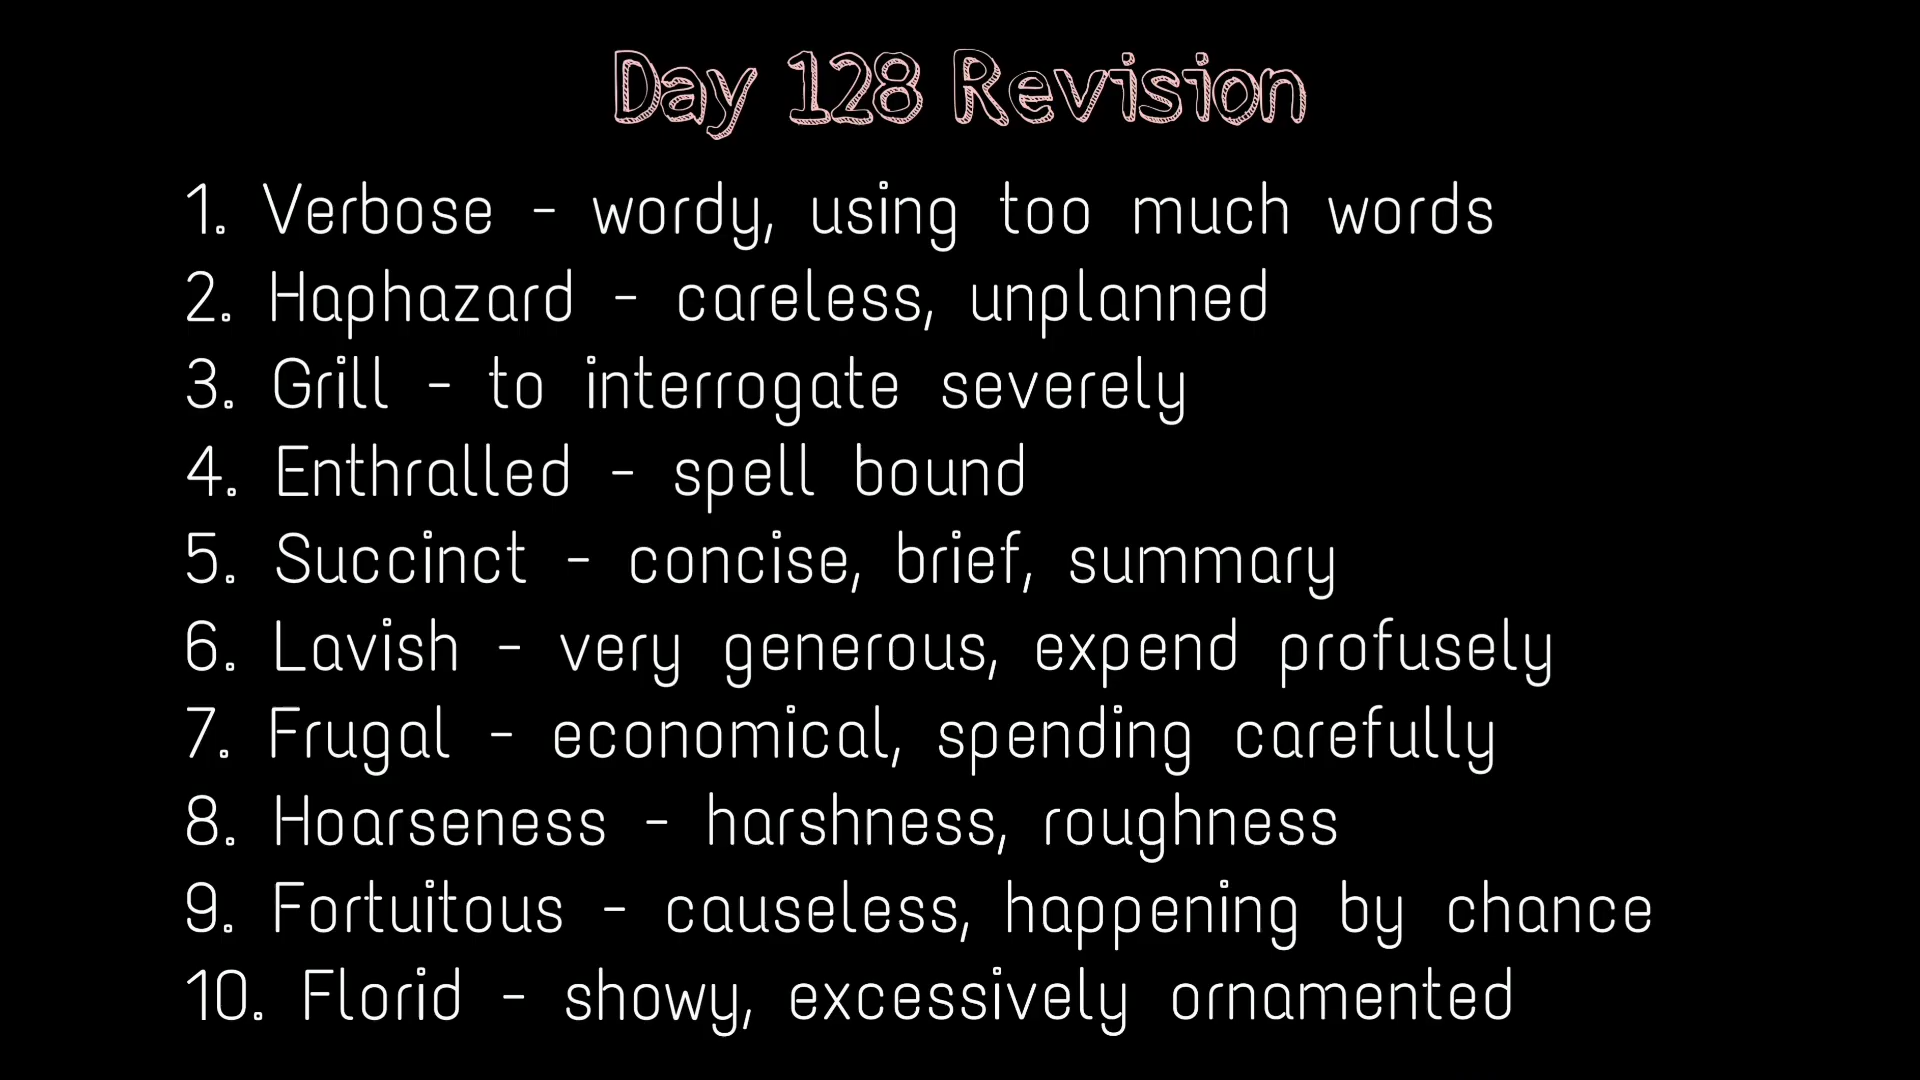 Day 128 Revision
1. Verbose - wordy, using too much words
2. Haphazard - careless, unplanned
3. Grill - to interrogate severely
4. Enthralled - spell bound
5. Succinct - concise, brief, summary
6. Lavish - very generous, expend profusely
7. Frugal - economical, spending carefully
8. Hoarseness - harshness, roughness
9. Fortuitous - causeless, happening by chance
10. Florid - showy, excessively ornamented